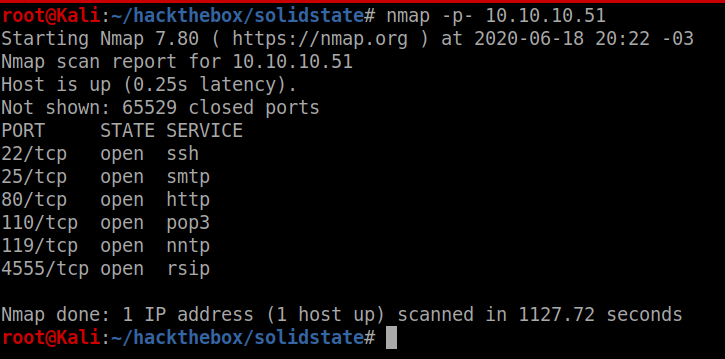 root@Kali:~/hackthebox/solidstate# nmap -p- 10.10.10.51
Starting Nmap 7.80 ( https://nmap.org ) at 2020-06-18 20:22 -03
Nmap scan report for 10.10.10.51
Host is up (0.25s latency).
Not shown: 65529 closed ports
PORT     STATE SERVICE
22/tcp   open  ssh
25/tcp   open  smtp
80/tcp   open  http
110/tcp  open  pop3
119/tcp  open  nntp
4555/tcp open  rsip
Nmap done: 1 IP address (1 host up) scanned in 1127.72 seconds
root@Kali:~/hackthebox/solidstate#